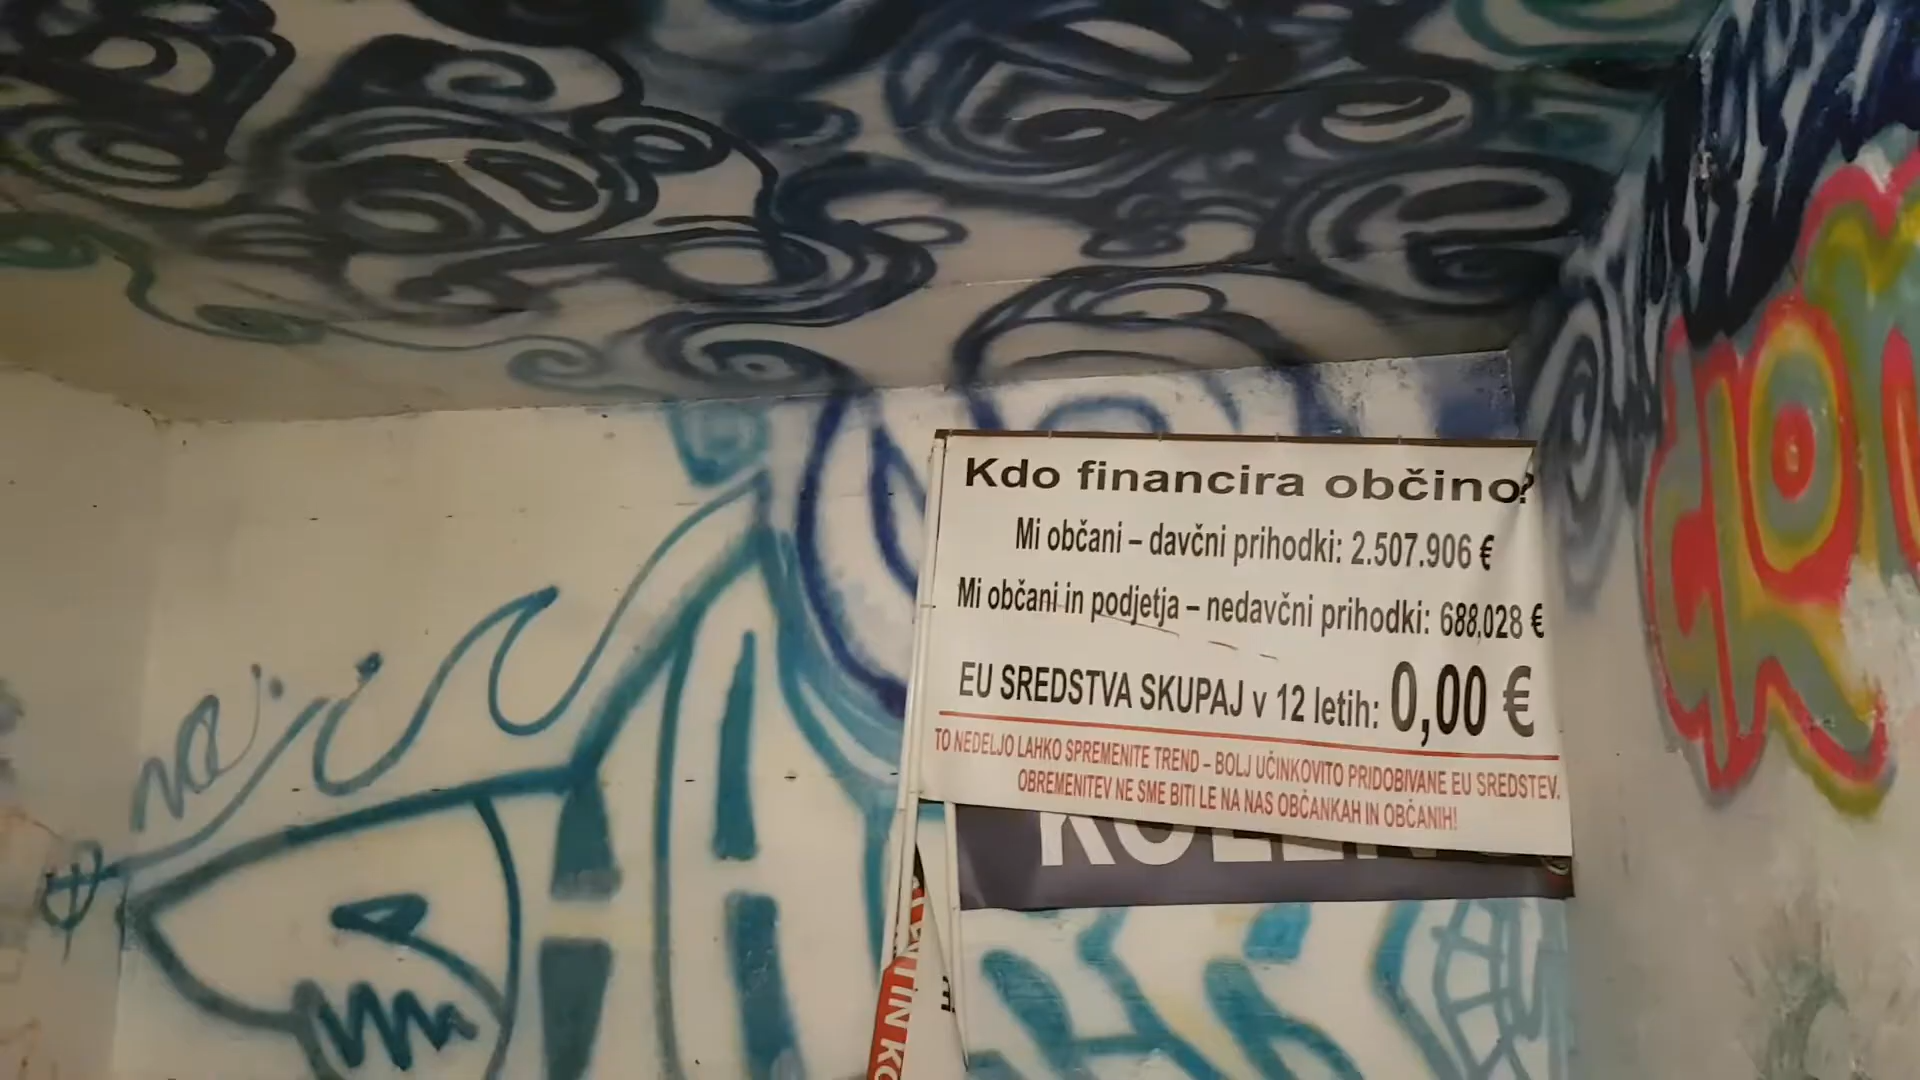 Kdo financira občino?
Mi občani – davčni prihodki: 2.507.906 €
Mi občani in podjetja – nedavčni prihodki: 688,028 €
EU SREDSTVA SKUPAJ v 12 letih: 0,00 €
TO NEDELJO LAHKO SPREMENITE TREND – BOLJ UČINKOVITO PRIDOBIVANE EU SREDSTEV.
OBREMENITEV NE SME BITI LE NA NAS OBČANKAH IN OBČANIH!